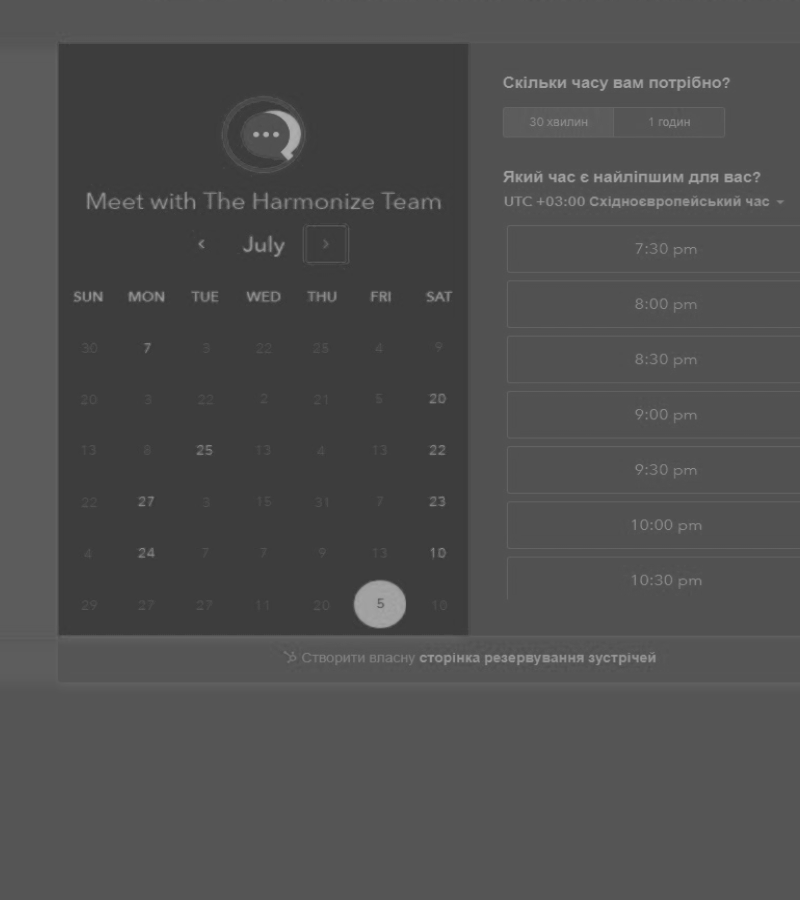 Meet with The Harmonize Team
July
SUN MON TUE WED THU FRI SAT
30 7 3 22 25 4 9
20 3 22 2 21 5 20
13 8 25 13 4 13 22
22 27 3 15 31 7 23
4 24 7 7 9 13 10
29 27 27 11 20 5 10
Скільки часу вам потрібно?
30 хвилин 1 годин
Який час є найліпшим для вас?
UTC +03:00 Східноєвропейський час
7:30 pm
8:00 pm
8:30 pm
9:00 pm
9:30 pm
10:00 pm
10:30 pm
Створити власну сторінка резервування зустрічей